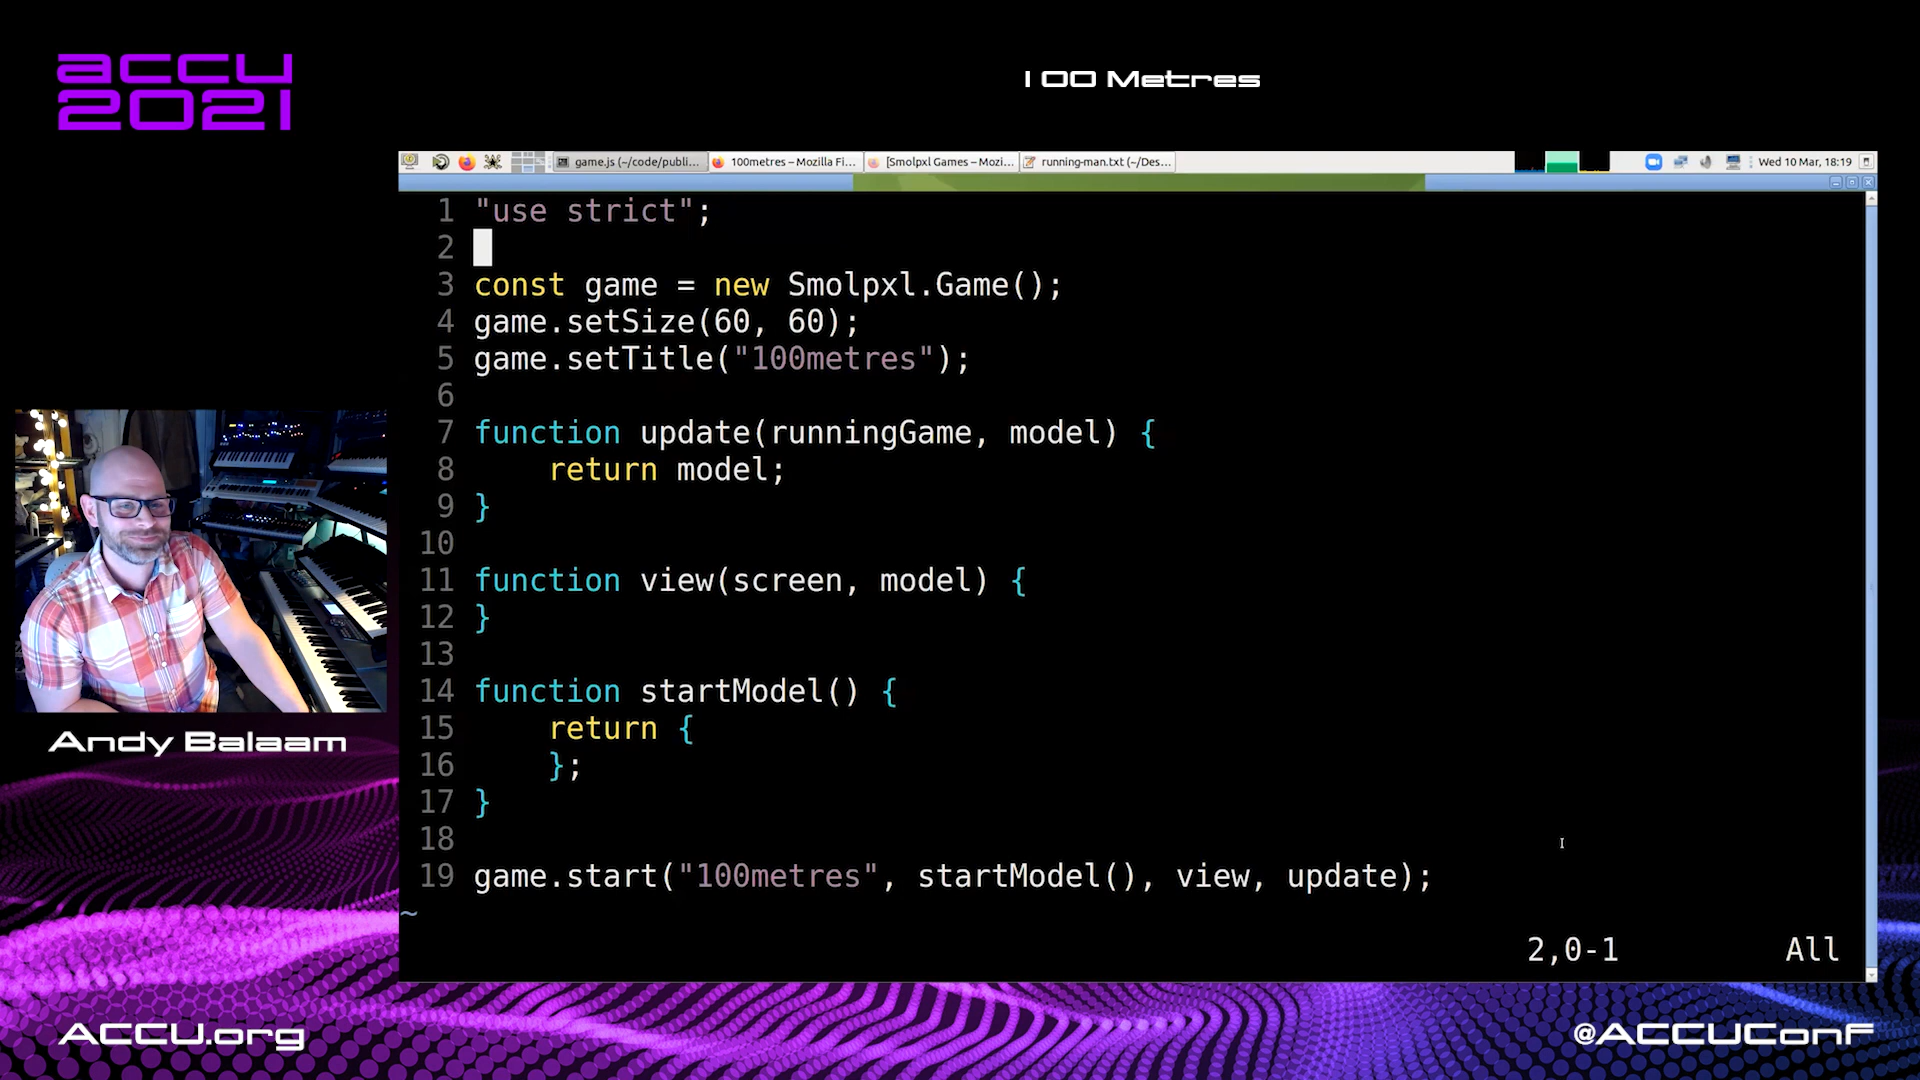 accu
2021
100 Metres
game.js (~/code/publi...
100metres – Mozilla Fi...
[Smolpxl Games – Mozi...
running-man.txt (~/Des...
Wed 10 Mar, 18:19
1 "use strict";
2
3 const game = new Smolpxl.Game();
4 game.setSize(60, 60);
5 game.setTitle("100metres");
6
7 function update(runningGame, model) {
8     return model;
9 }
10
11 function view(screen, model) {
12 }
13
14 function startModel() {
15     return {
16     };
17 }
18
19 game.start("100metres", startModel(), view, update);
~
2,0-1 All
Andy Balaam
ACCU.org
@ACCUConf